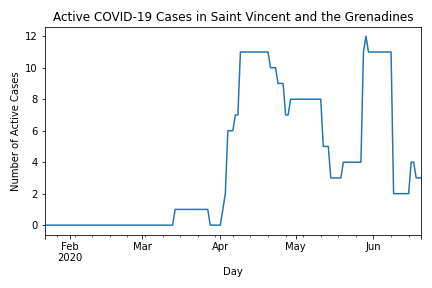 Active COVID-19 Cases in Saint Vincent and the Grenadines
Number of Active Cases
12
10
8
6
4
2
0
Feb Mar Apr May Jun
2020
Day